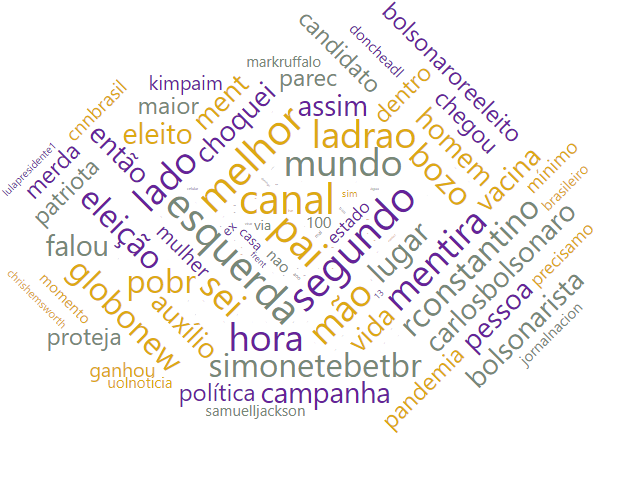 bolsonaroreeleito
doncheadl
candidato
markruffalo
kimpaim
parec
dentro
cnnbrasil
ment
choquei
maior
assim
chegou
homem
lulapresidente1
merda
então
eleito
melhor
ladrao
bozo
vacina
mínimo
brasileiro
patriota
lado
mundo
canal
sim
eleição
esquerda
pai
segundo
mentira
rconstantino
carlosbolsonaro
precisamo
falou
mulher
ex
casa
via
100
não
frent
estado
lugar
globonew
pobr
sei
mão
13
pessoa
bolsonarista
jornalnacion
chrishemsworth
momento
auxílio
hora
vida
proteja
simonetebetbr
pandemia
ganhou
uolnoticia
política
campanha
samuelljackson